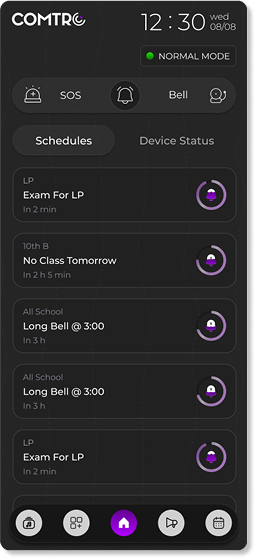 COMTRO
12:30
wed
08/08
NORMAL MODE
SOS
Bell
Schedules
Device Status
LP
Exam For LP
In 2 min
10th B
No Class Tomorrow
In 2 h 5 min
All School
Long Bell @ 3:00
In 3 h
All School
Long Bell @ 3:00
In 3 h
LP
Exam For LP
In 2 min